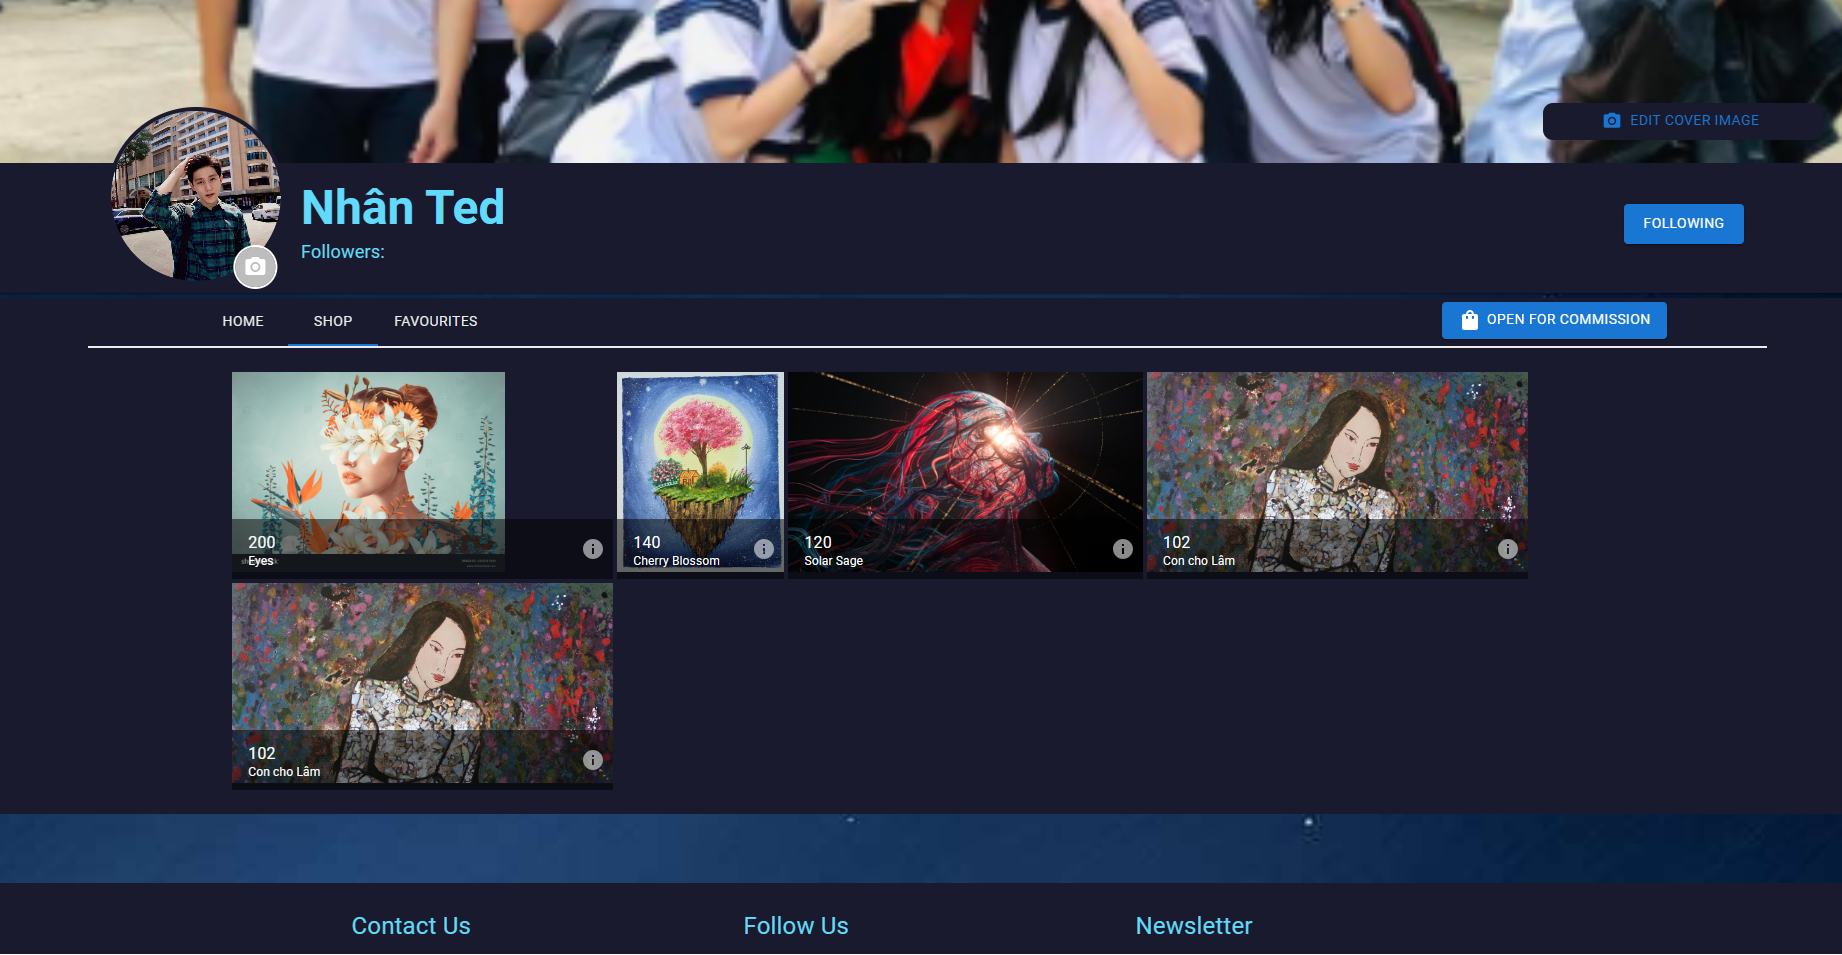 EDIT COVER IMAGE
Nhân Ted
Followers:
FOLLOWING
HOME
SHOP
FAVOURITES
OPEN FOR COMMISSION
200
Eyes
140
Cherry Blossom
120
Solar Sage
102
Con cho Lâm
102
Con cho Lâm
Contact Us
Follow Us
Newsletter